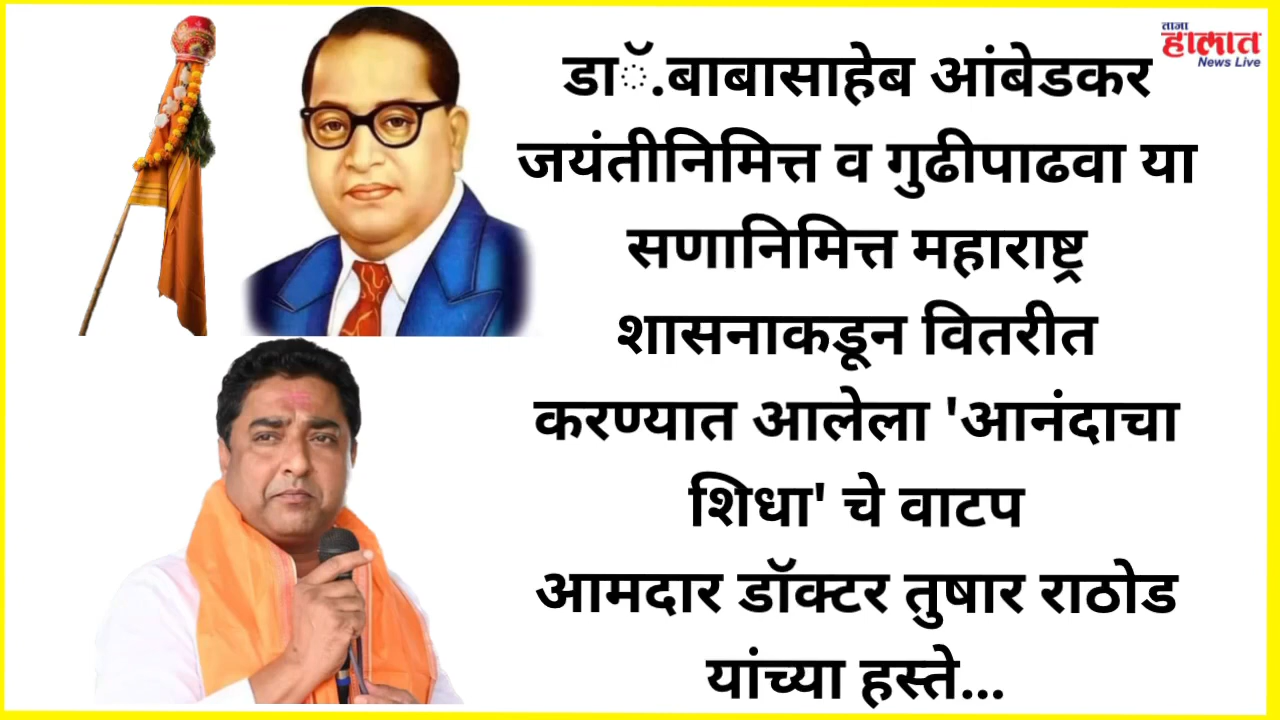 ताजा
हालात
News Live
डाॅ.बाबासाहेब आंबेडकर
जयंतीनिमित्त व गुढीपाढवा या
सणानिमित्त महाराष्ट्र
शासनाकडून वितरीत
करण्यात आलेला 'आनंदाचा
शिधा' चे वाटप
आमदार डॉक्टर तुषार राठोड
यांच्या हस्ते...